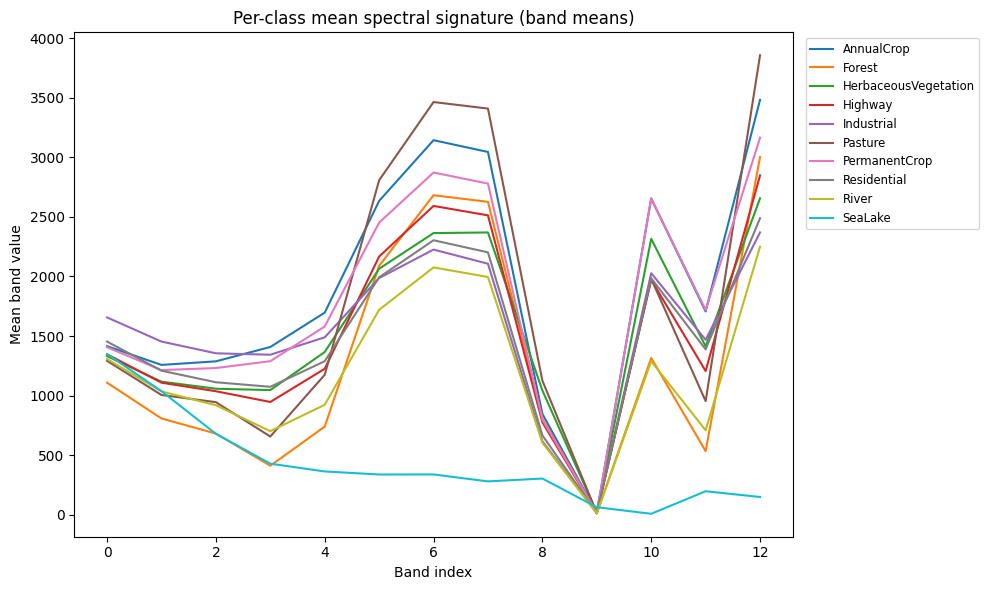 Per-class mean spectral signature (band means)
Mean band value
4000
3500
3000
2500
2000
1500
1000
500
0
0 2 4 6 8 10 12
Band index
AnnualCrop
Forest
HerbaceousVegetation
Highway
Industrial
Pasture
PermanentCrop
Residential
River
SeaLake